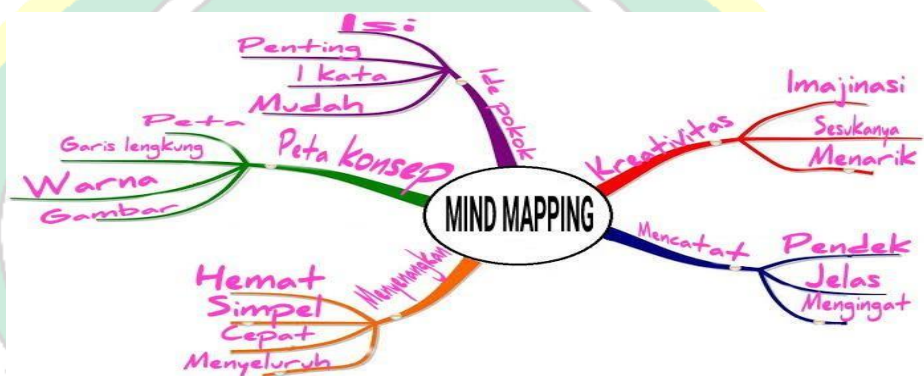 MIND MAPPING
Ide pokok
Isi
Penting
1 kata
Mudah
Kreativitas
Imajinasi
Sesukanya
Menarik
Mencatat
Pendek
Jelas
Mengingat
Menyenangkan
Hemat
Simpel
Cepat
Menyeluruh
Peta konsep
Peta
Garis lengkung
Warna
Gambar